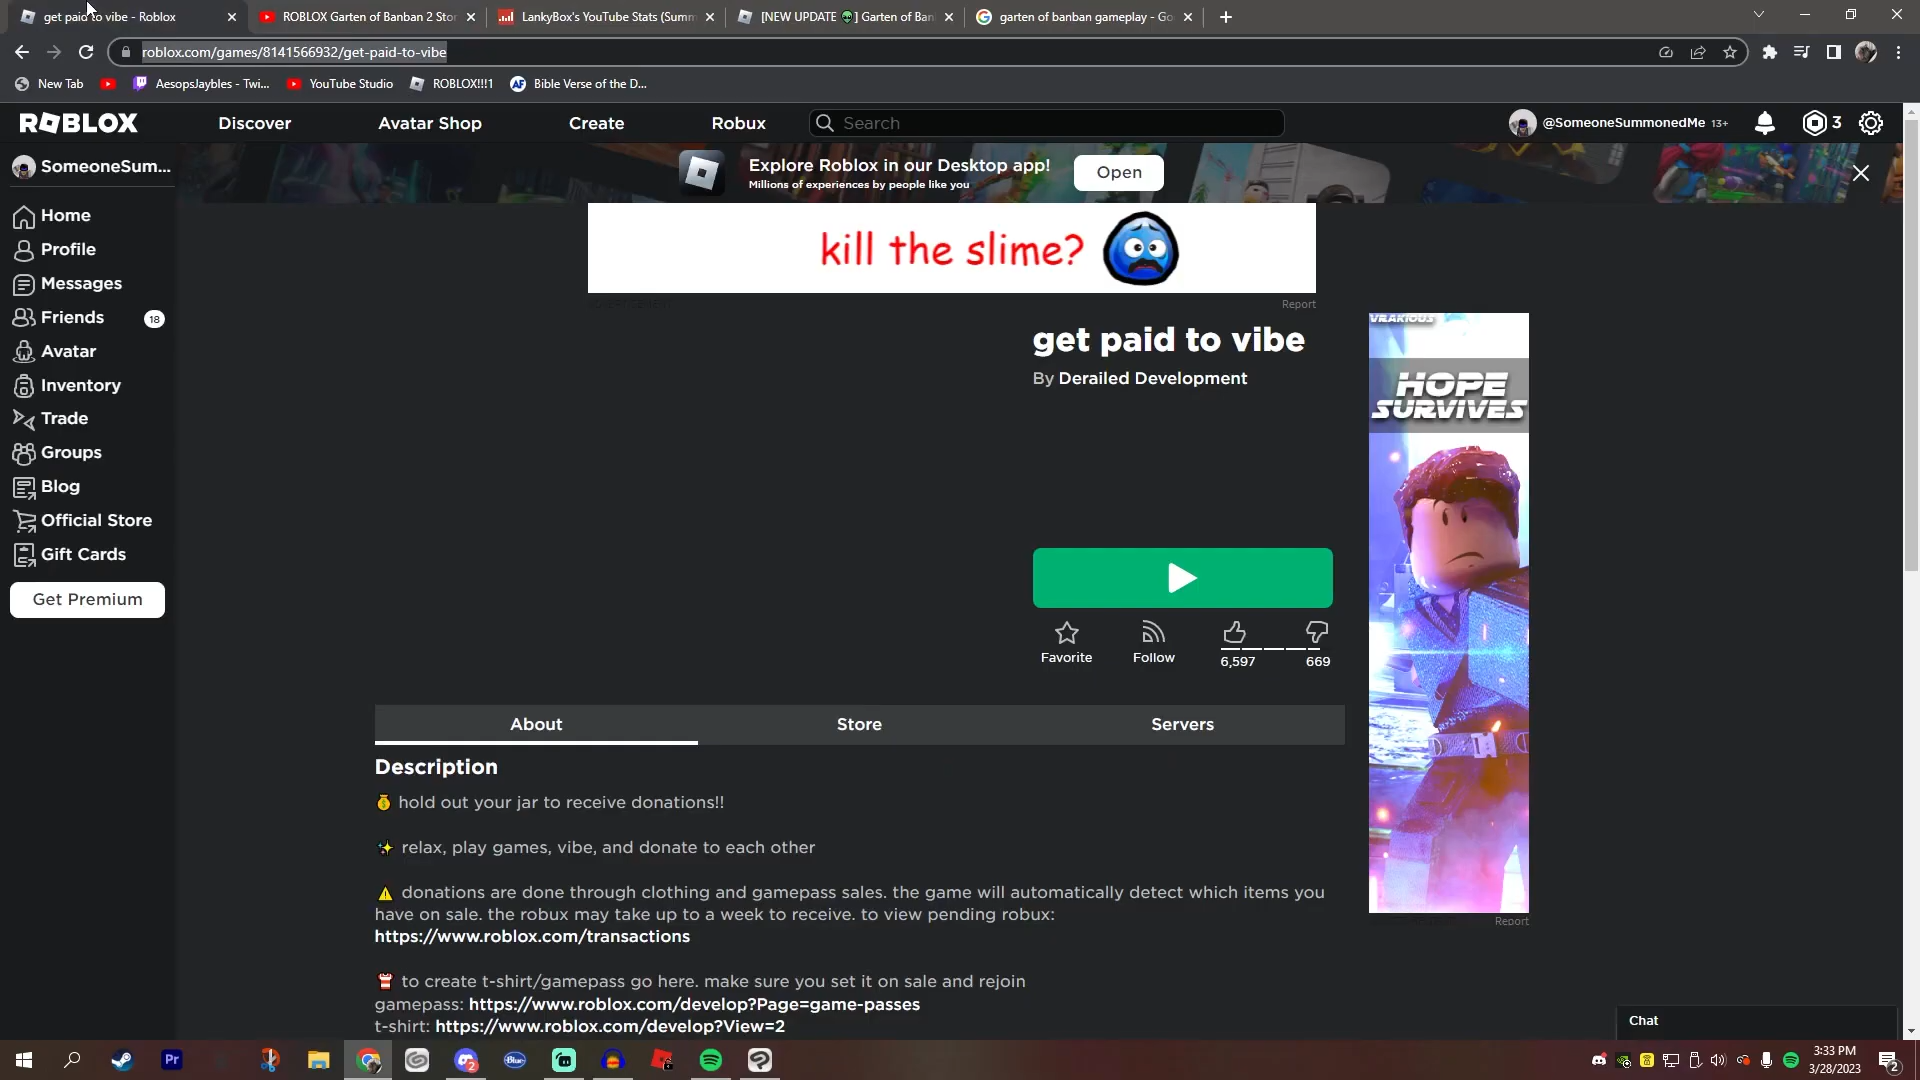 get paid to vibe - Roblox
ROBLOX Garten of Banban 2 Stor
LankyBox's YouTube Stats (Summ
[NEW UPDATE 👽] Garten of Ban
garten of banban gameplay - Go
roblox.com/games/8141566932/get-paid-to-vibe
New Tab
AesopsJaybles - Twi...
YouTube Studio
ROBLOX!!!1
AF
Bible Verse of the D...
ROBLOX
Discover
Avatar Shop
Create
Robux
Search
@SomeoneSummonedMe 13+
3
SomeoneSum...
Explore Roblox in our Desktop app!
Millions of experiences by people like you
Open
Home
Profile
Messages
Friends
18
Avatar
Inventory
Trade
Groups
Blog
Official Store
Gift Cards
Get Premium
kill the slime?
Report
get paid to vibe
By Derailed Development
VRAKIOUS
HOPE
SURVIVES
Favorite
Follow
6,597
669
Report
About
Store
Servers
Description
💰 hold out your jar to receive donations!!
✨ relax, play games, vibe, and donate to each other
⚠️ donations are done through clothing and gamepass sales. the game will automatically detect which items you
have on sale. the robux may take up to a week to receive. to view pending robux:
https://www.roblox.com/transactions
to create t-shirt/gamepass go here. make sure you set it on sale and rejoin
gamepass: https://www.roblox.com/develop?Page=game-passes
t-shirt: https://www.roblox.com/develop?View=2
Chat
Pr
Blue
2
3:33 PM
3/28/2023
2